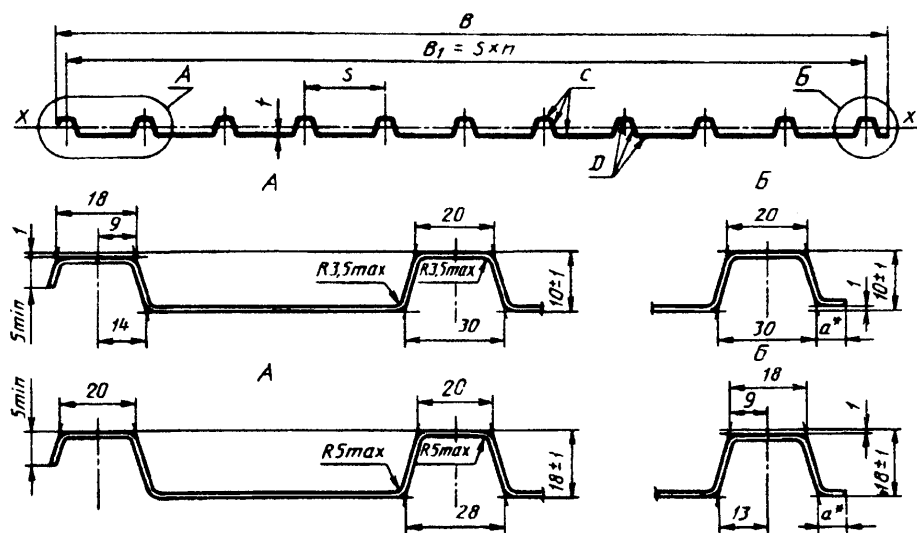 B
B₁ = S×n
А
S
C
Б
X
t
X
D
А
Б
18
9
20
20
1
5min
R3,5max
R3,5max
10±1
10±1
1
14
30
30
a*
А
Б
20
20
18
9
1
5min
R5max
R5max
18±1
18±1
28
13
a*